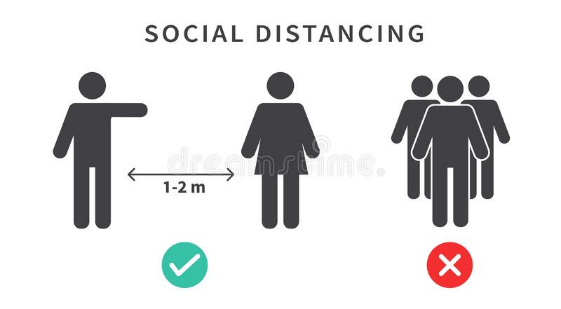 SOCIAL DISTANCING
dreamstime.
1-2 m